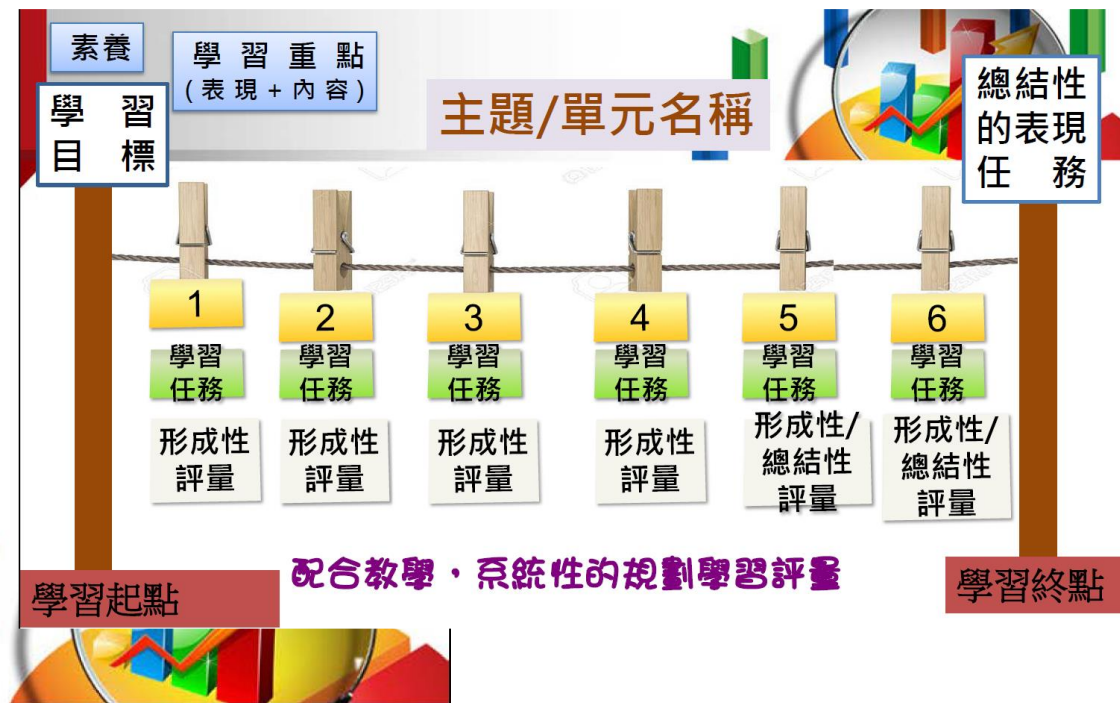 素養
學習重點
(表現+內容)
學習
目標
主題/單元名稱
總結性
的表現
任務
1
學習
任務
形成性
評量
2
學習
任務
形成性
評量
3
學習
任務
形成性
評量
4
學習
任務
形成性
評量
5
學習
任務
形成性/
總結性
評量
6
學習
任務
形成性/
總結性
評量
配合教學，系統性的規劃學習評量
學習起點
學習終點